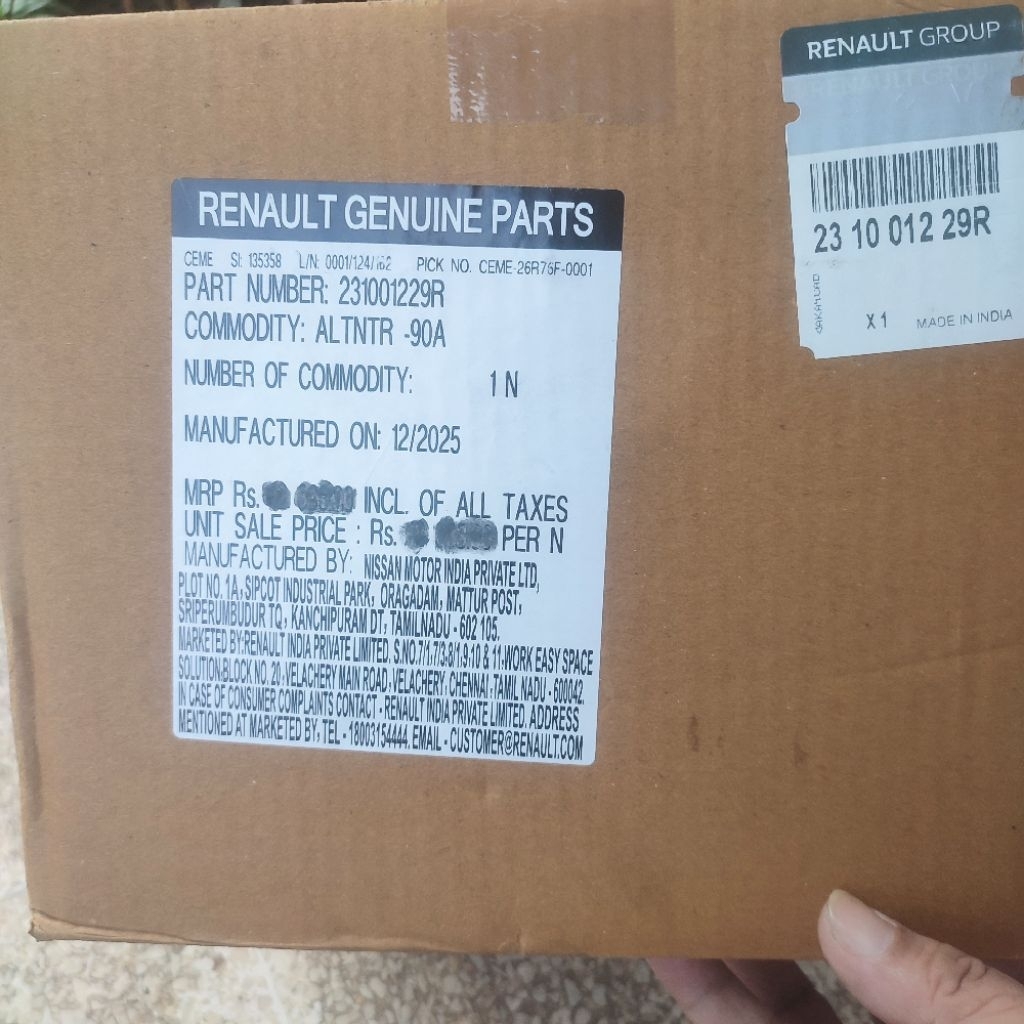 RENAULT GENUINE PARTS
CEME SI: 135358 L/N: 0001/124/162 PICK NO. CEME-26R76F-0001
PART NUMBER: 231001229R
COMMODITY: ALTNTR -90A
NUMBER OF COMMODITY: 1 N
MANUFACTURED ON: 12/2025
MRP Rs. INCL. OF ALL TAXES
UNIT SALE PRICE : Rs. PER N
MANUFACTURED BY: NISSAN MOTOR INDIA PRIVATE LTD,
PLOT NO. 1A, SIPCOT INDUSTRIAL PARK, ORAGADAM, MATTUR POST,
SRIPERUMBUDUR TQ, KANCHIPURAM DT, TAMILNADU - 602 105.
MARKETED BY:RENAULT INDIA PRIVATE LIMITED. S.NO.7/1,7/3,8/1,9,10 & 11,WORK EASY SPACE
SOLUTION,BLOCK NO. 20, VELACHERY MAIN ROAD, VELACHERY, CHENNAI, TAMIL NADU - 600042.
IN CASE OF CONSUMER COMPLAINTS CONTACT - RENAULT INDIA PRIVATE LIMITED. ADDRESS
MENTIONED AT MARKETED BY, TEL - 18003154444, EMAIL - CUSTOMER@RENAULT.COM
RENAULT GROUP
23 10 012 29R
X 1 MADE IN INDIA